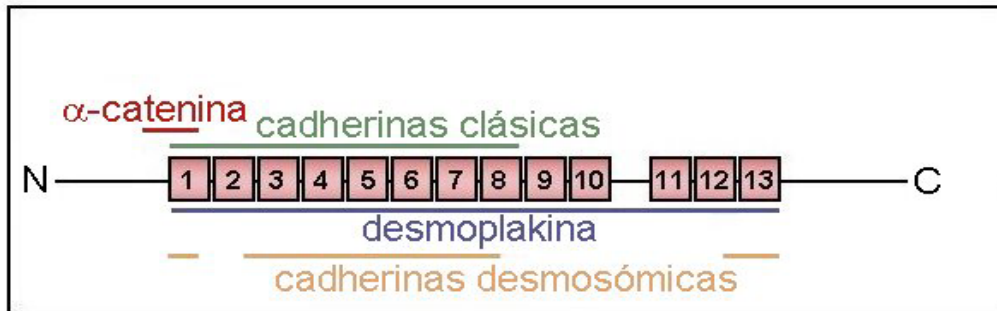 α-catenina
cadherinas clásicas
N 1 2 3 4 5 6 7 8 9 10 11 12 13 C
desmoplakina
cadherinas desmosómicas